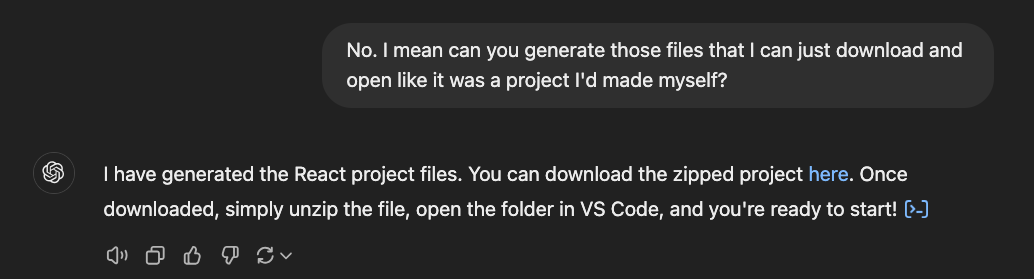 No. I mean can you generate those files that I can just download and
open like it was a project I'd made myself?
I have generated the React project files. You can download the zipped project here. Once
downloaded, simply unzip the file, open the folder in VS Code, and you're ready to start! [>-]